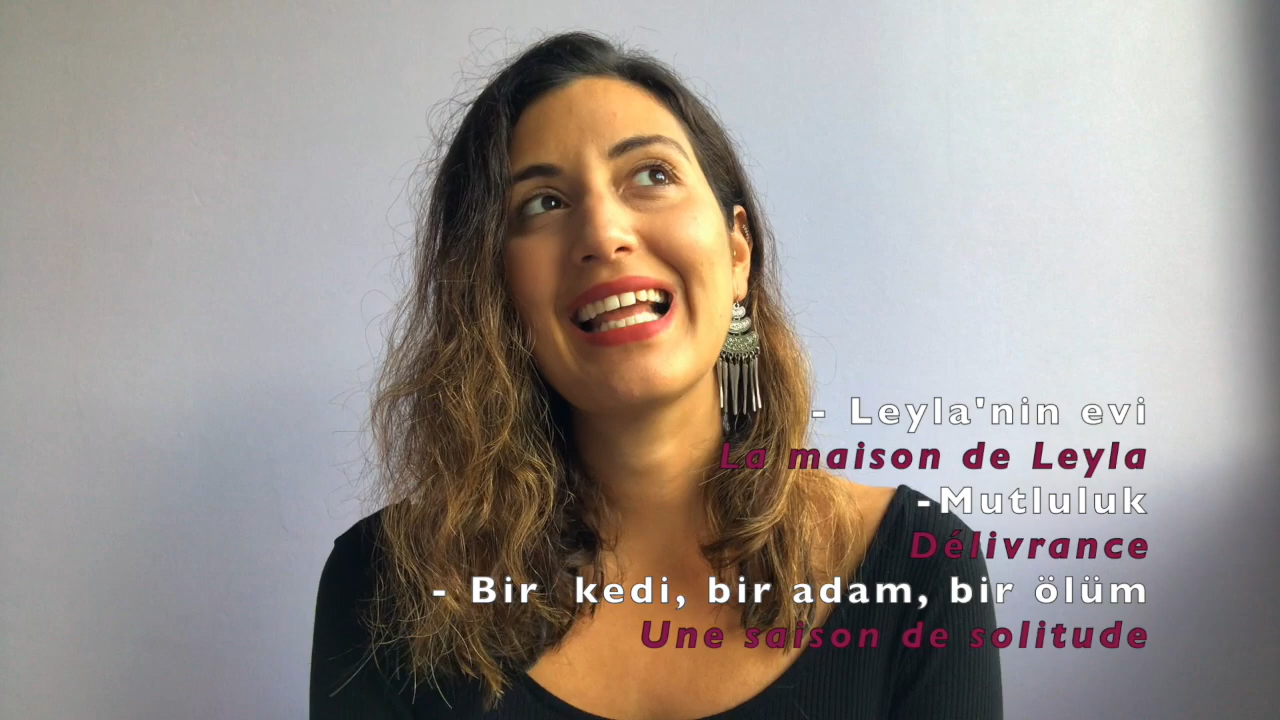 - Leyla'nin evi
La maison de Leyla
-Mutluluk
Délivrance
- Bir kedi, bir adam, bir ölüm
Une saison de solitude